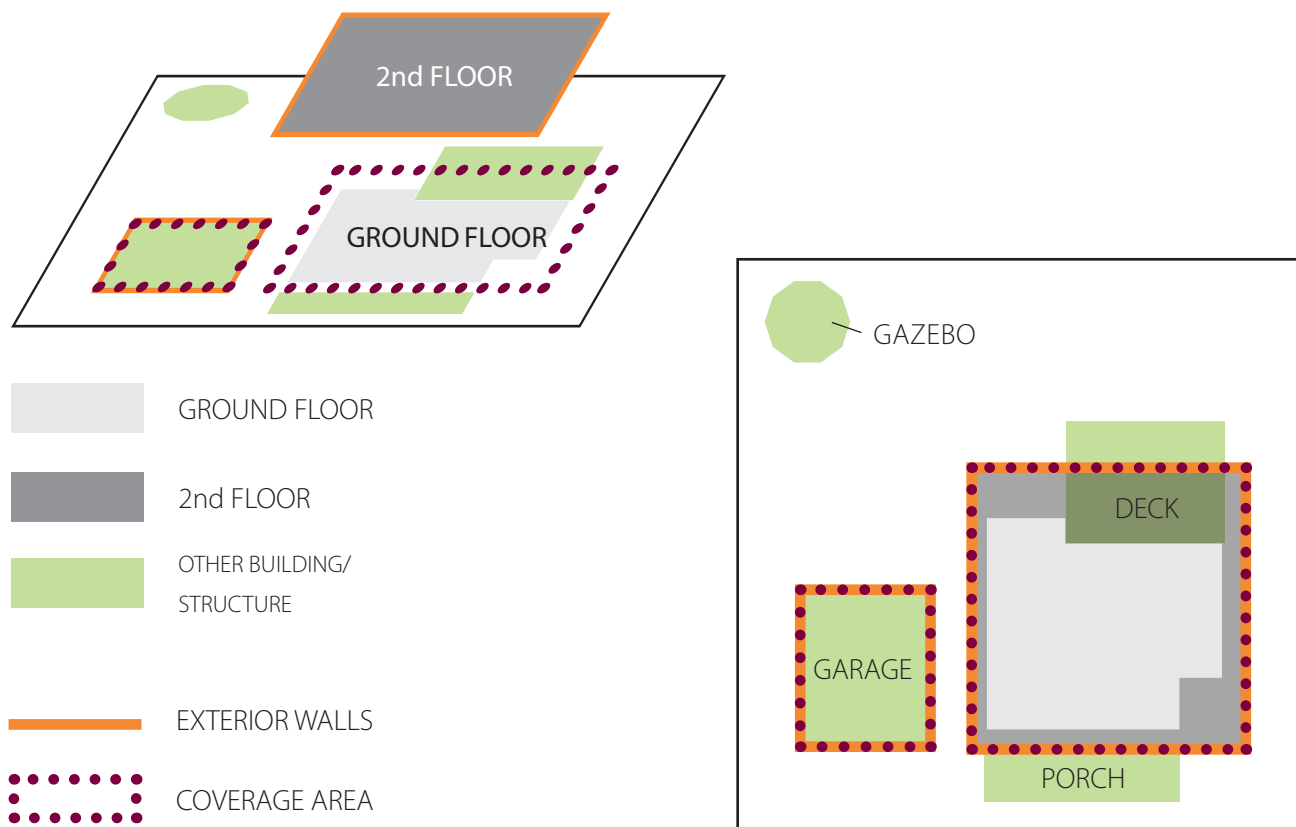 2nd FLOOR
GROUND FLOOR
GROUND FLOOR
2nd FLOOR
OTHER BUILDING/
STRUCTURE
EXTERIOR WALLS
COVERAGE AREA
GAZEBO
DECK
GARAGE
PORCH